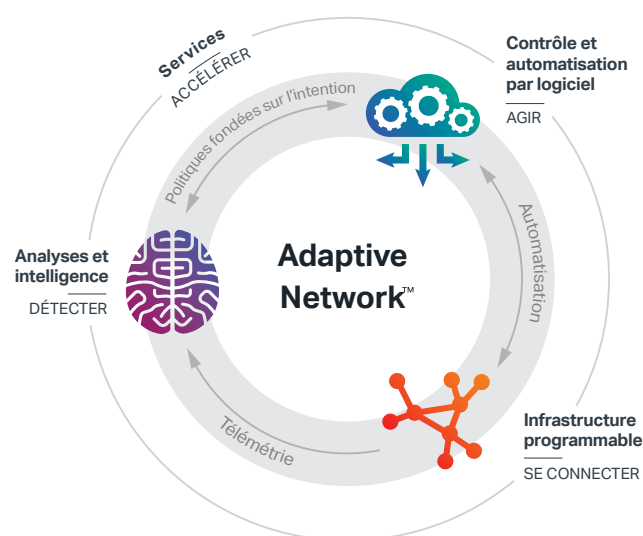 Services
ACCÉLÉRER
Contrôle et
automatisation
par logiciel
AGIR
Politiques fondées sur l'intention
Automatisation
Analyses et
intelligence
DÉTECTER
Adaptive
Network™
Infrastructure
programmable
SE CONNECTER
Télémétrie